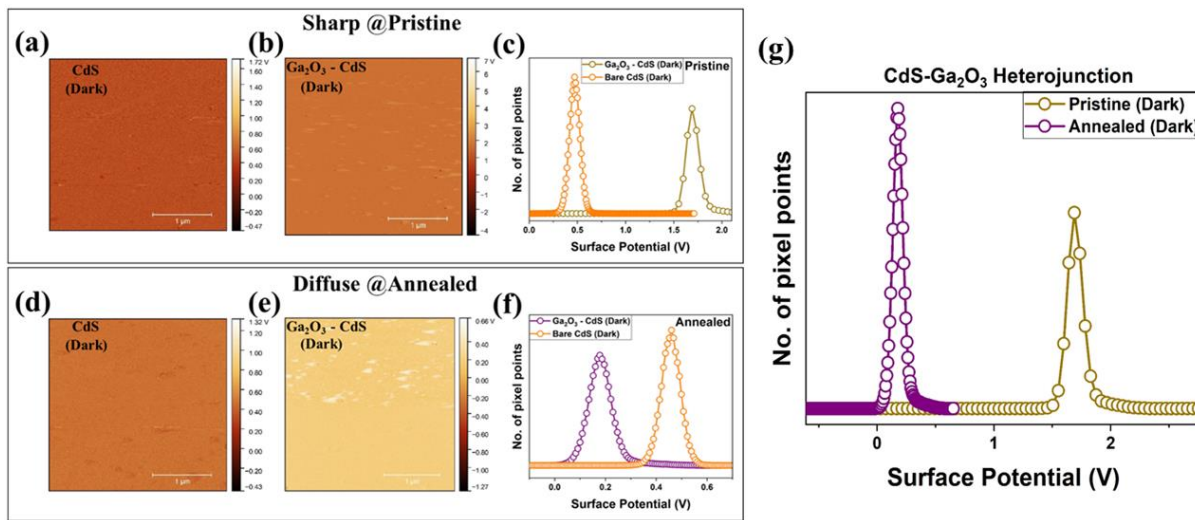 Sharp @Pristine
(a)
CdS
(Dark)
1 µm
1.72 V
1.60
1.40
1.20
1.00
0.80
0.60
0.40
0.20
0.00
−0.20
−0.47
(b)
Ga₂O₃ - CdS
(Dark)
1 µm
7 V
6
5
4
3
2
1
0
−1
−2
−4
(c)
Ga₂O₃ - CdS (Dark)
Bare CdS (Dark)
Pristine
No. of pixel points
0.0 0.5 1.0 1.5 2.0
Surface Potential (V)
Diffuse @Annealed
(d)
CdS
(Dark)
1 µm
1.32 V
1.00
0.80
0.60
0.40
0.20
0.00
−0.43
(e)
Ga₂O₃ - CdS
(Dark)
1 µm
0.66 V
0.40
0.20
0.00
−0.20
−0.40
−0.60
−0.80
−1.00
−1.27
(f)
Ga₂O₃ - CdS (Dark)
Bare CdS (Dark)
Annealed
No. of pixel points
0.0 0.2 0.4 0.6
Surface Potential (V)
(g)
CdS-Ga₂O₃ Heterojunction
Pristine (Dark)
Annealed (Dark)
No. of pixel points
0 1 2
Surface Potential (V)